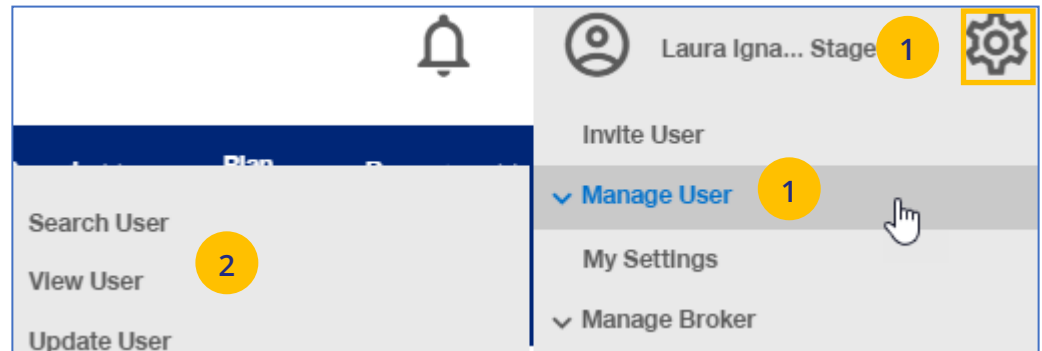 Laura Igna... Stage
1
Invite User
Manage User
1
My Settings
Manage Broker
Plan
Search User
2
View User
Update User